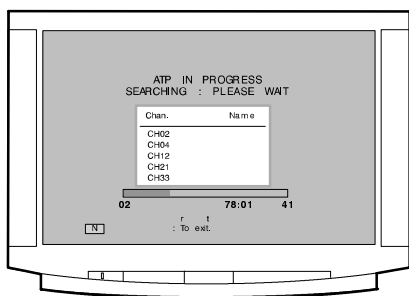 ATP IN PROGRESS
SEARCHING : PLEASE WAIT
Chan. Name
CH02
CH04
CH12
CH21
CH33
02 78:01 41
r t
N : To exit.